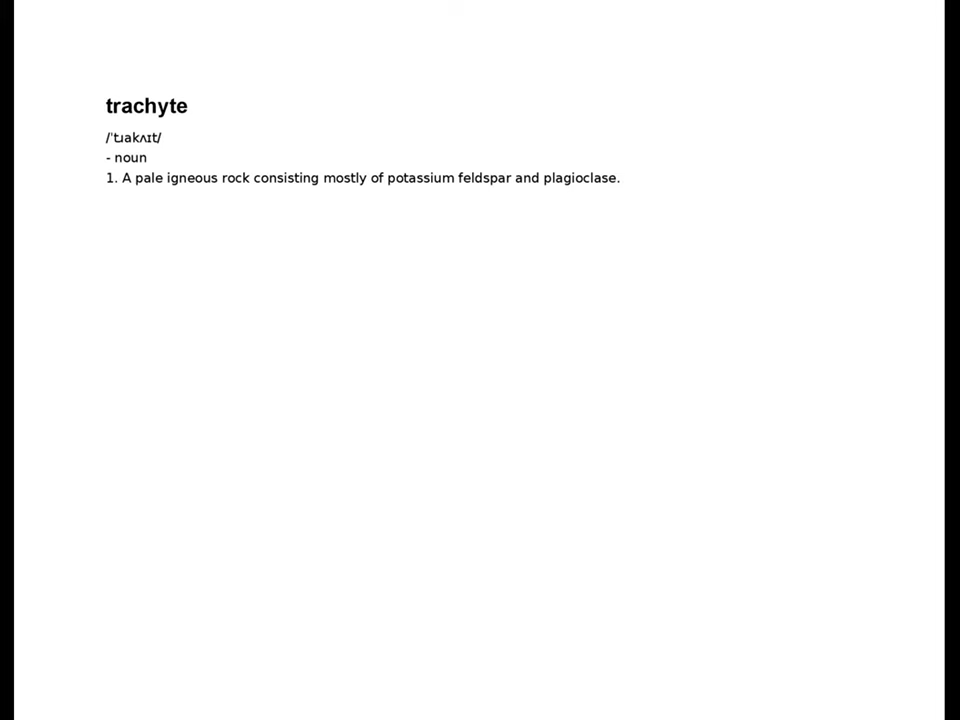 trachyte
/ˈtɹakʌɪt/
- noun
1. A pale igneous rock consisting mostly of potassium feldspar and plagioclase.